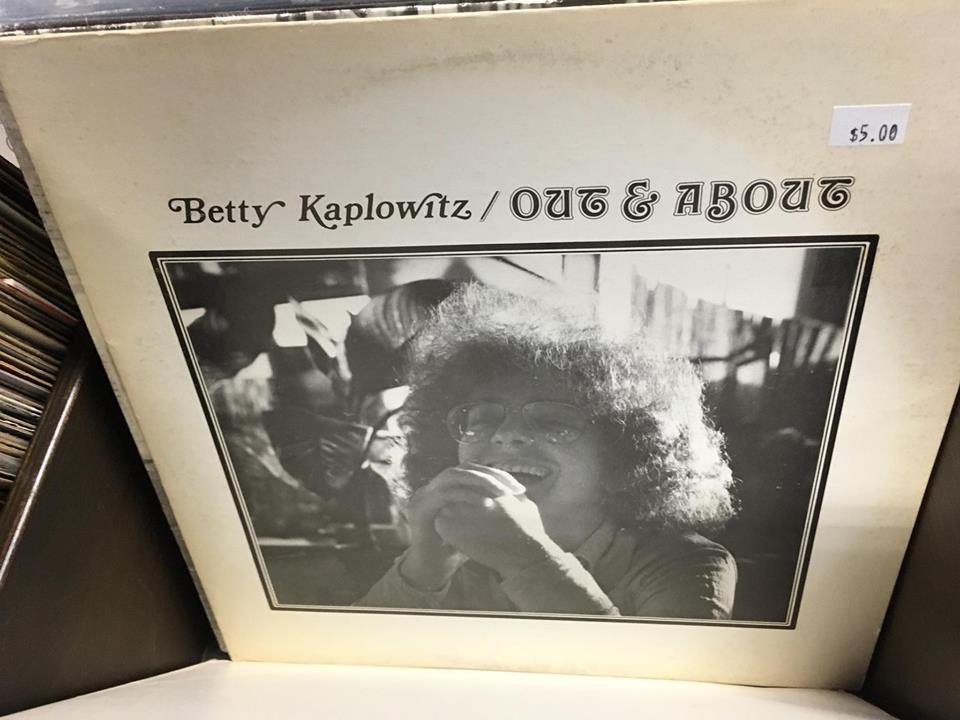 $5.00
Betty Kaplowitz / OUT & ABOUT